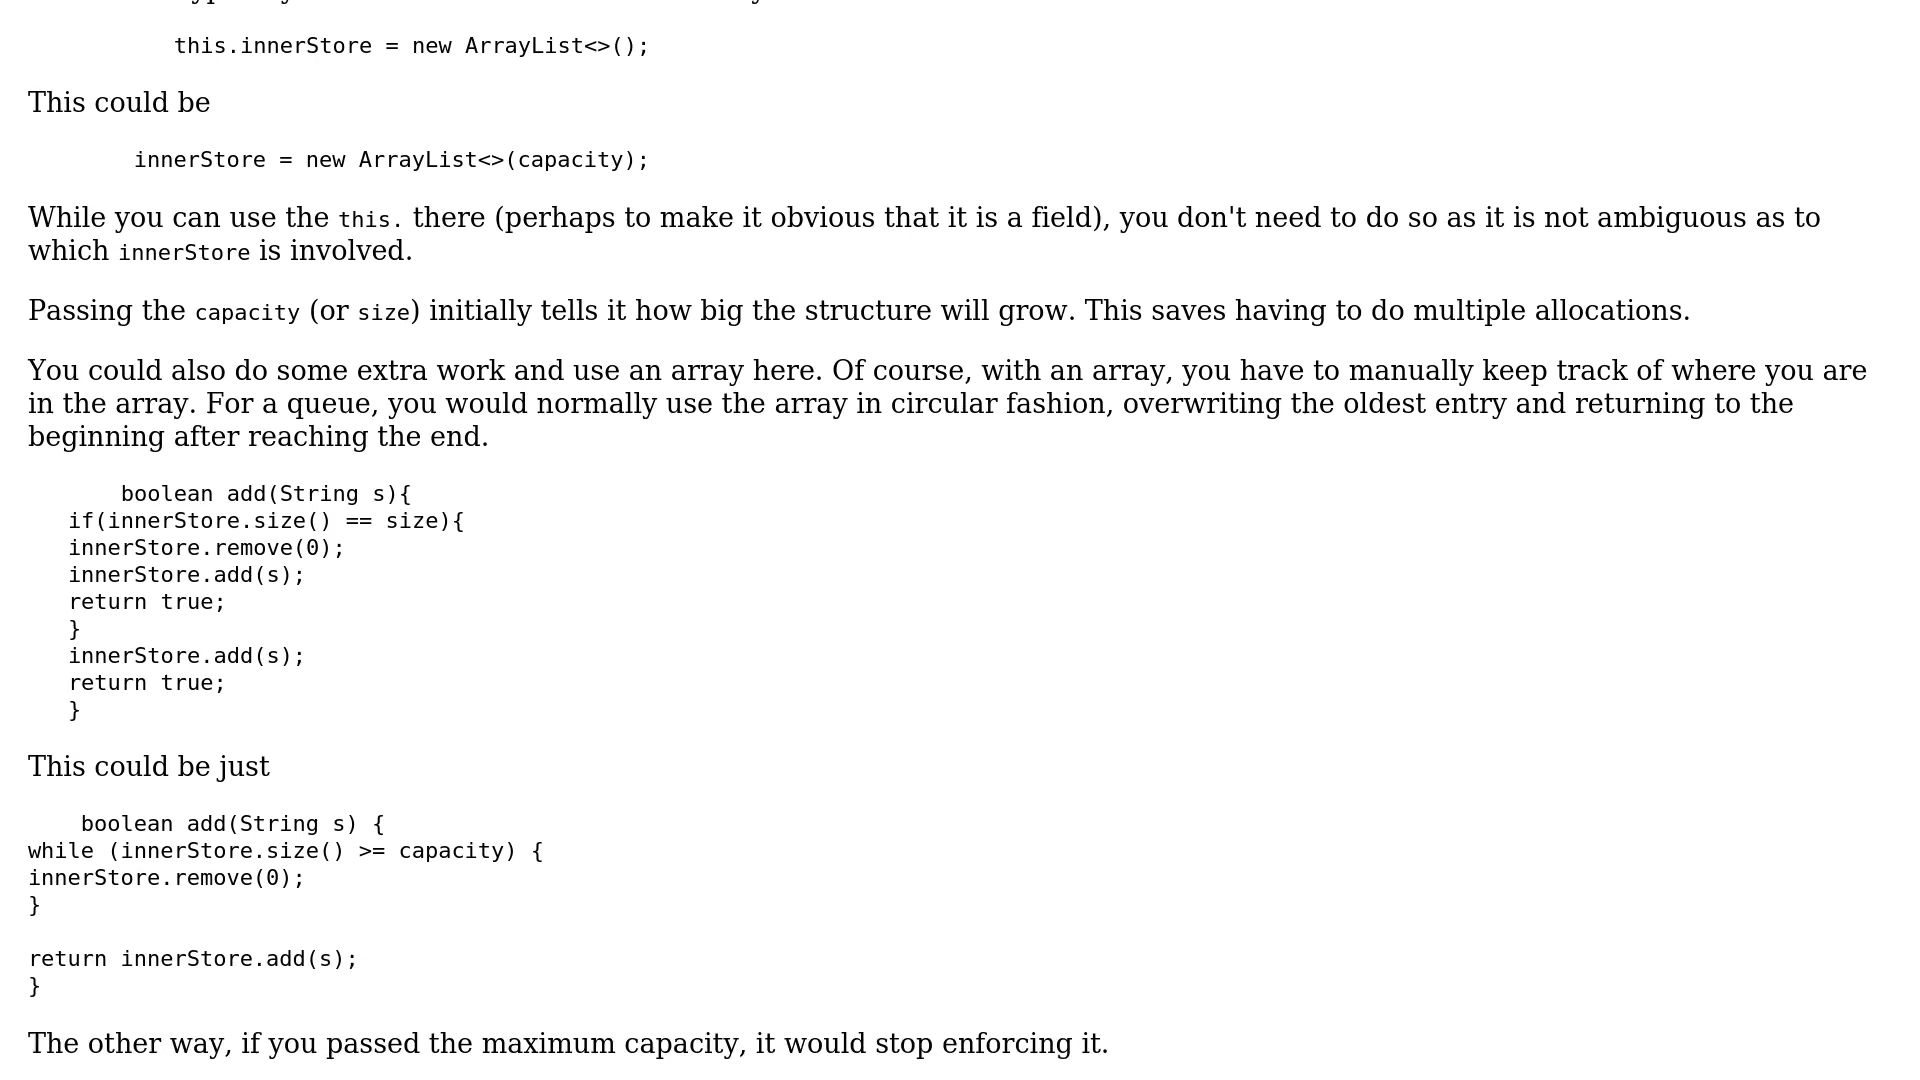 this.innerStore = new ArrayList<>();
This could be
innerStore = new ArrayList<>(capacity);
While you can use the this. there (perhaps to make it obvious that it is a field), you don't need to do so as it is not ambiguous as to
which innerStore is involved.
Passing the capacity (or size) initially tells it how big the structure will grow. This saves having to do multiple allocations.
You could also do some extra work and use an array here. Of course, with an array, you have to manually keep track of where you are
in the array. For a queue, you would normally use the array in circular fashion, overwriting the oldest entry and returning to the
beginning after reaching the end.
boolean add(String s){
if(innerStore.size() == size){
innerStore.remove(0);
innerStore.add(s);
return true;
}
innerStore.add(s);
return true;
}
This could be just
boolean add(String s) {
while (innerStore.size() >= capacity) {
innerStore.remove(0);
}
return innerStore.add(s);
}
The other way, if you passed the maximum capacity, it would stop enforcing it.